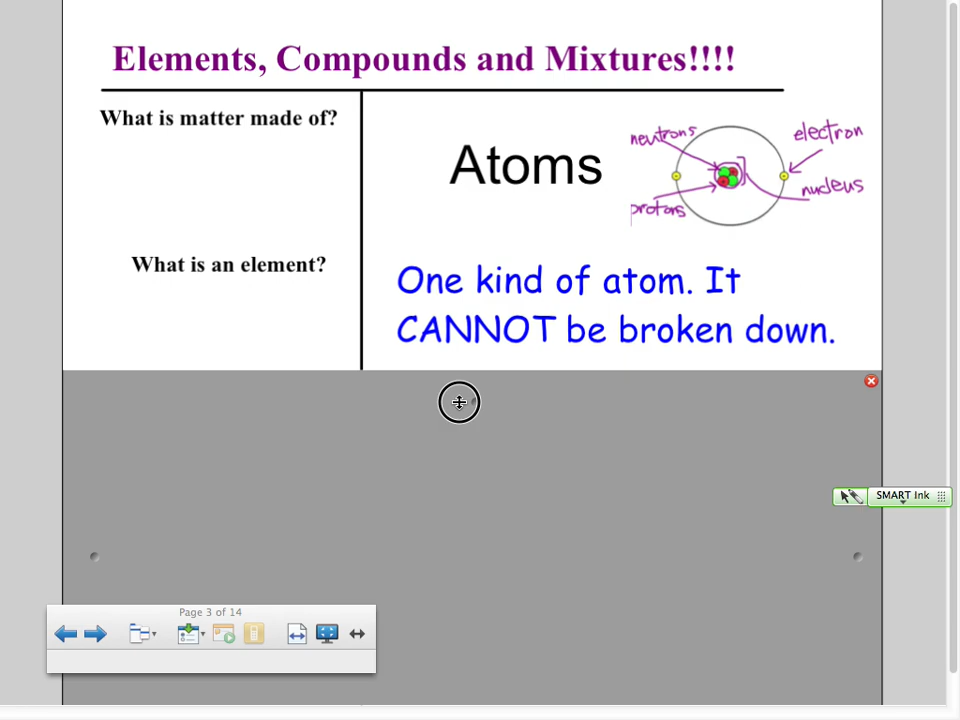 Elements, Compounds and Mixtures!!!!
What is matter made of?
Atoms
neutrons
electron
nucleus
protons
What is an element?
One kind of atom. It
CANNOT be broken down.
SMART Ink
Page 3 of 14